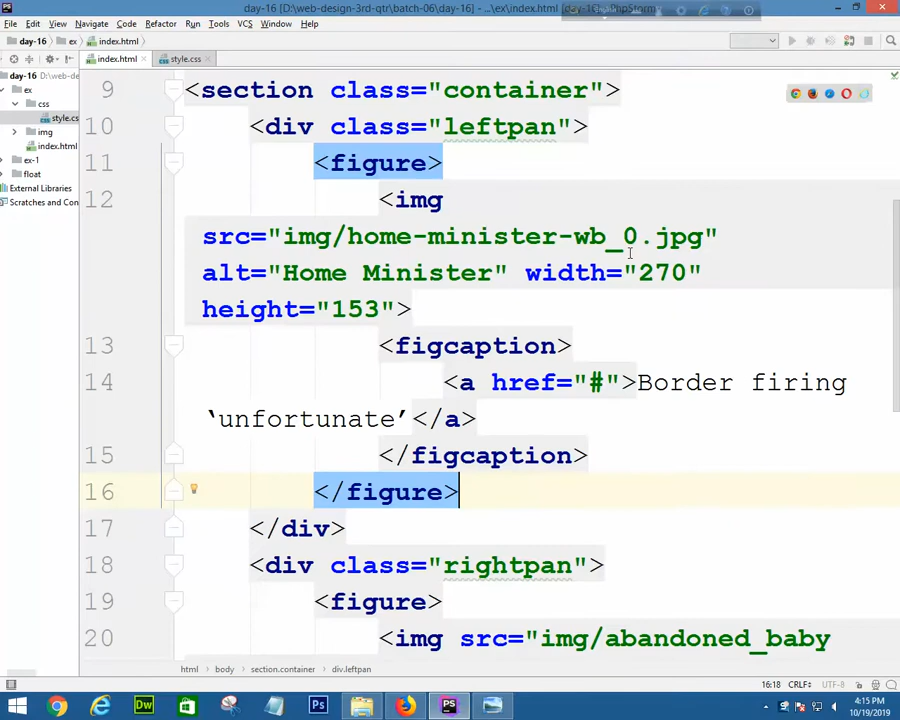 day-16 [D:\web-design-3rd-qtr\batch-06\day-16] - ...\ex\index.html - PhpStorm
File Edit View Navigate Code Refactor Run Tools VCS Window Help
day-16 ex index.html
index.html style.css
day-16 D:\web-de
ex
css
style.cs
img
index.html
ex-1
float
External Libraries
Scratches and Con
9 <section class="container">
10 <div class="leftpan">
11 <figure>
12 <img
src="img/home-minister-wb_0.jpg"
alt="Home Minister" width="270"
height="153">
13 <figcaption>
14 <a href="#">Border firing
‘unfortunate’</a>
15 </figcaption>
16 </figure>
17 </div>
18 <div class="rightpan">
19 <figure>
20 <img src="img/abandoned_baby
html body section.container div.leftpan
16:18 CRLF UTF-8
4:15 PM
10/19/2019